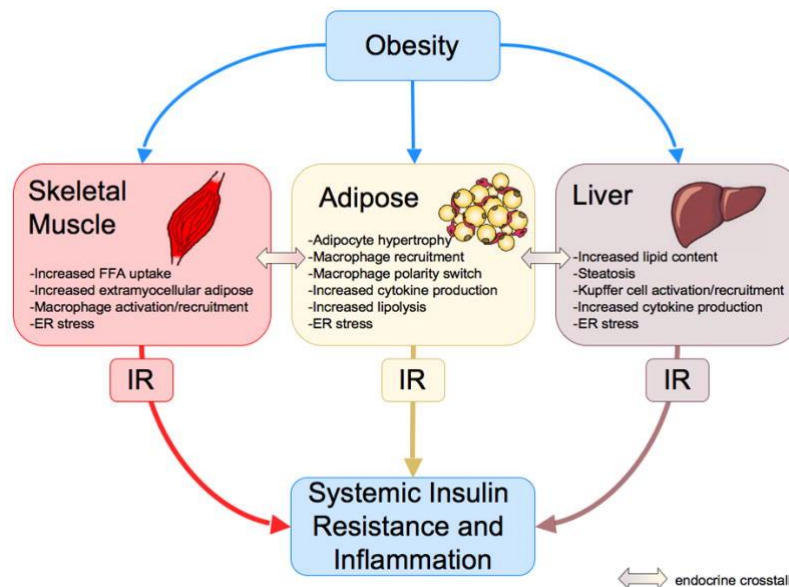 Obesity
Skeletal
Muscle
-Increased FFA uptake
-Increased extramyocellular adipose
-Macrophage activation/recruitment
-ER stress
Adipose
-Adipocyte hypertrophy
-Macrophage recruitment
-Macrophage polarity switch
-Increased cytokine production
-Increased lipolysis
-ER stress
Liver
-Increased lipid content
-Steatosis
-Kupffer cell activation/recruitment
-Increased cytokine production
-ER stress
IR
IR
IR
Systemic Insulin
Resistance and
Inflammation
endocrine crosstalk